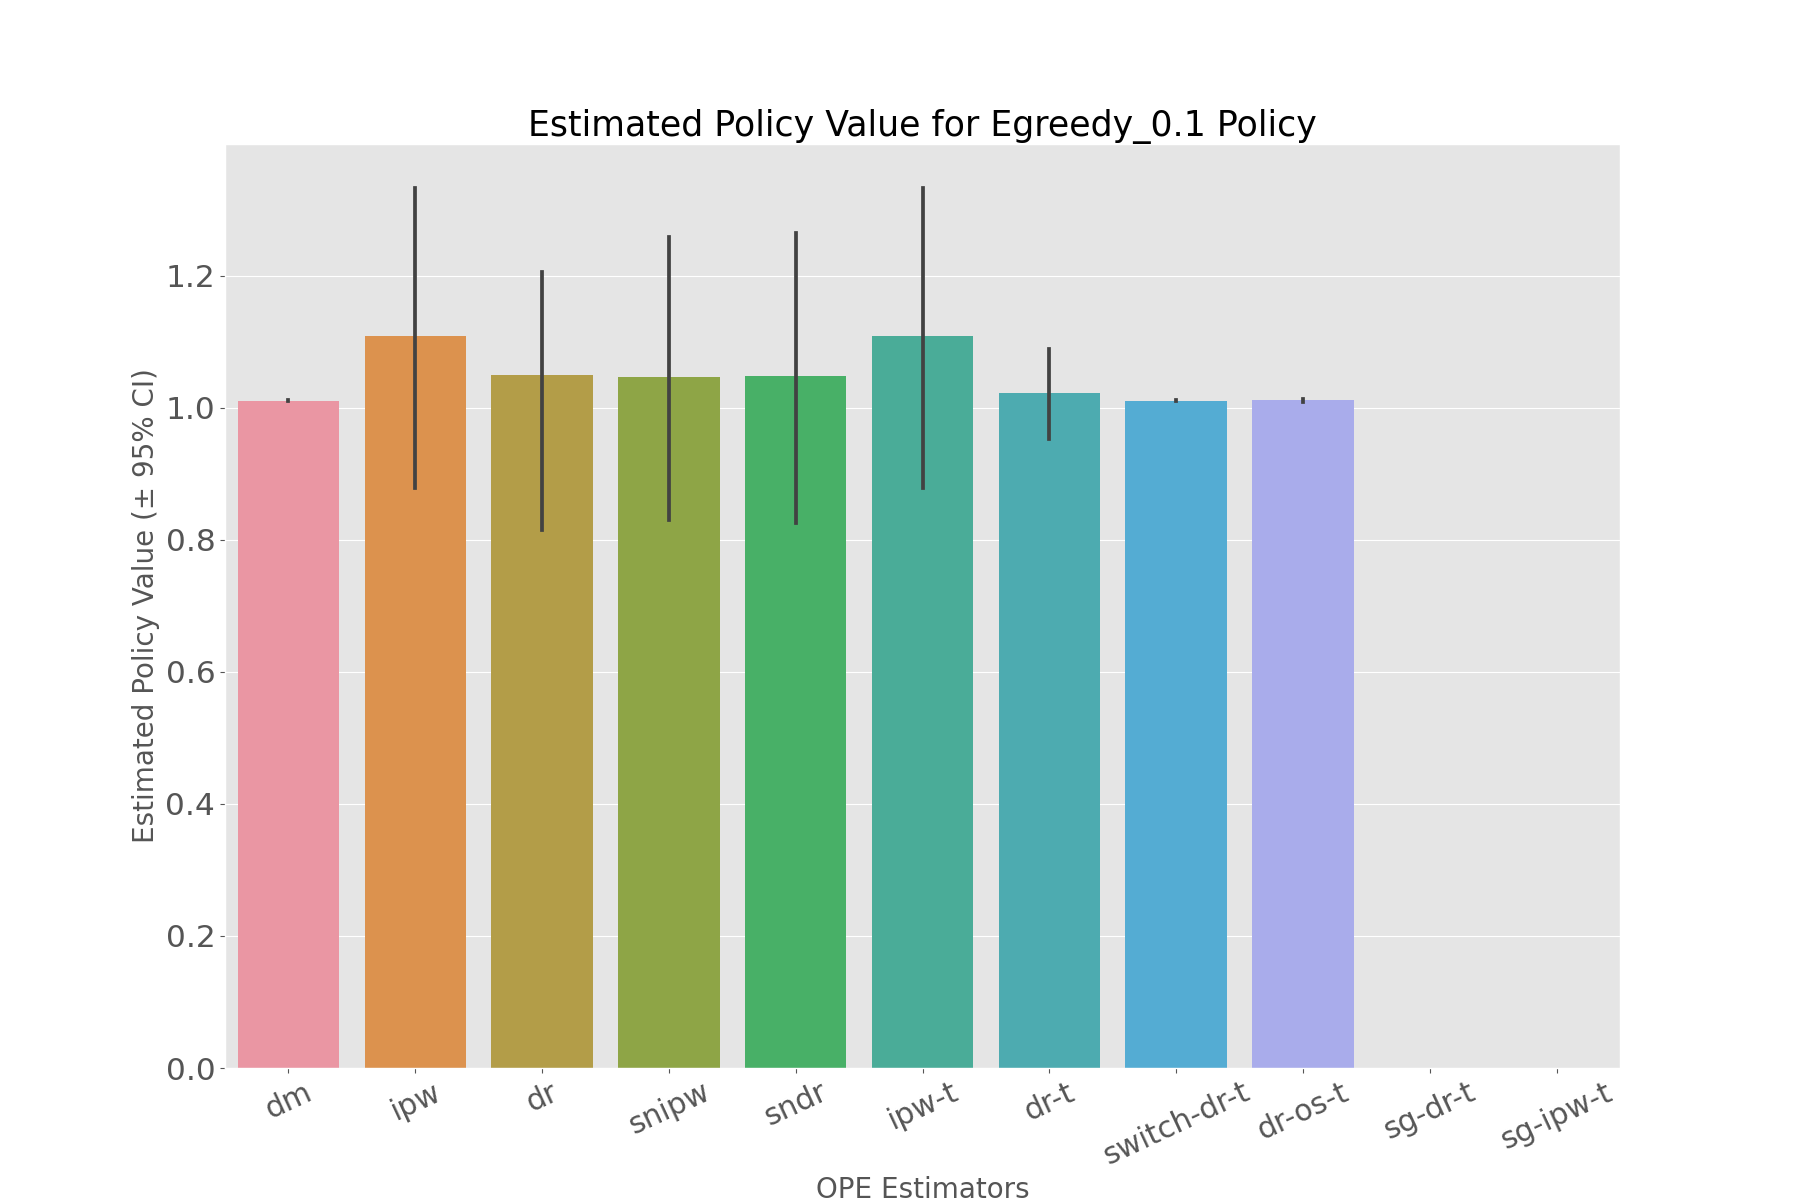 Estimated Policy Value for Egreedy_0.1 Policy
Estimated Policy Value (± 95% CI)
1.2
1.0
0.8
0.6
0.4
0.2
0.0
dm ipw dr snipw sndr ipw-t dr-t switch-dr-t dr-os-t sg-dr-t sg-ipw-t
OPE Estimators